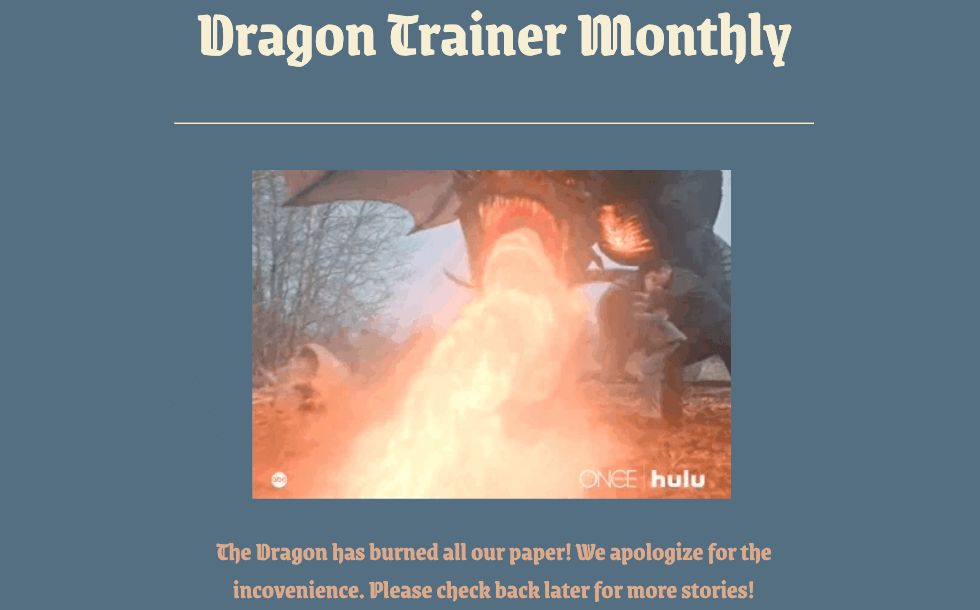 Dragon Trainer Monthly
abc
ONCE | hulu
The Dragon has burned all our paper! We apologize for the
incovenience. Please check back later for more stories!